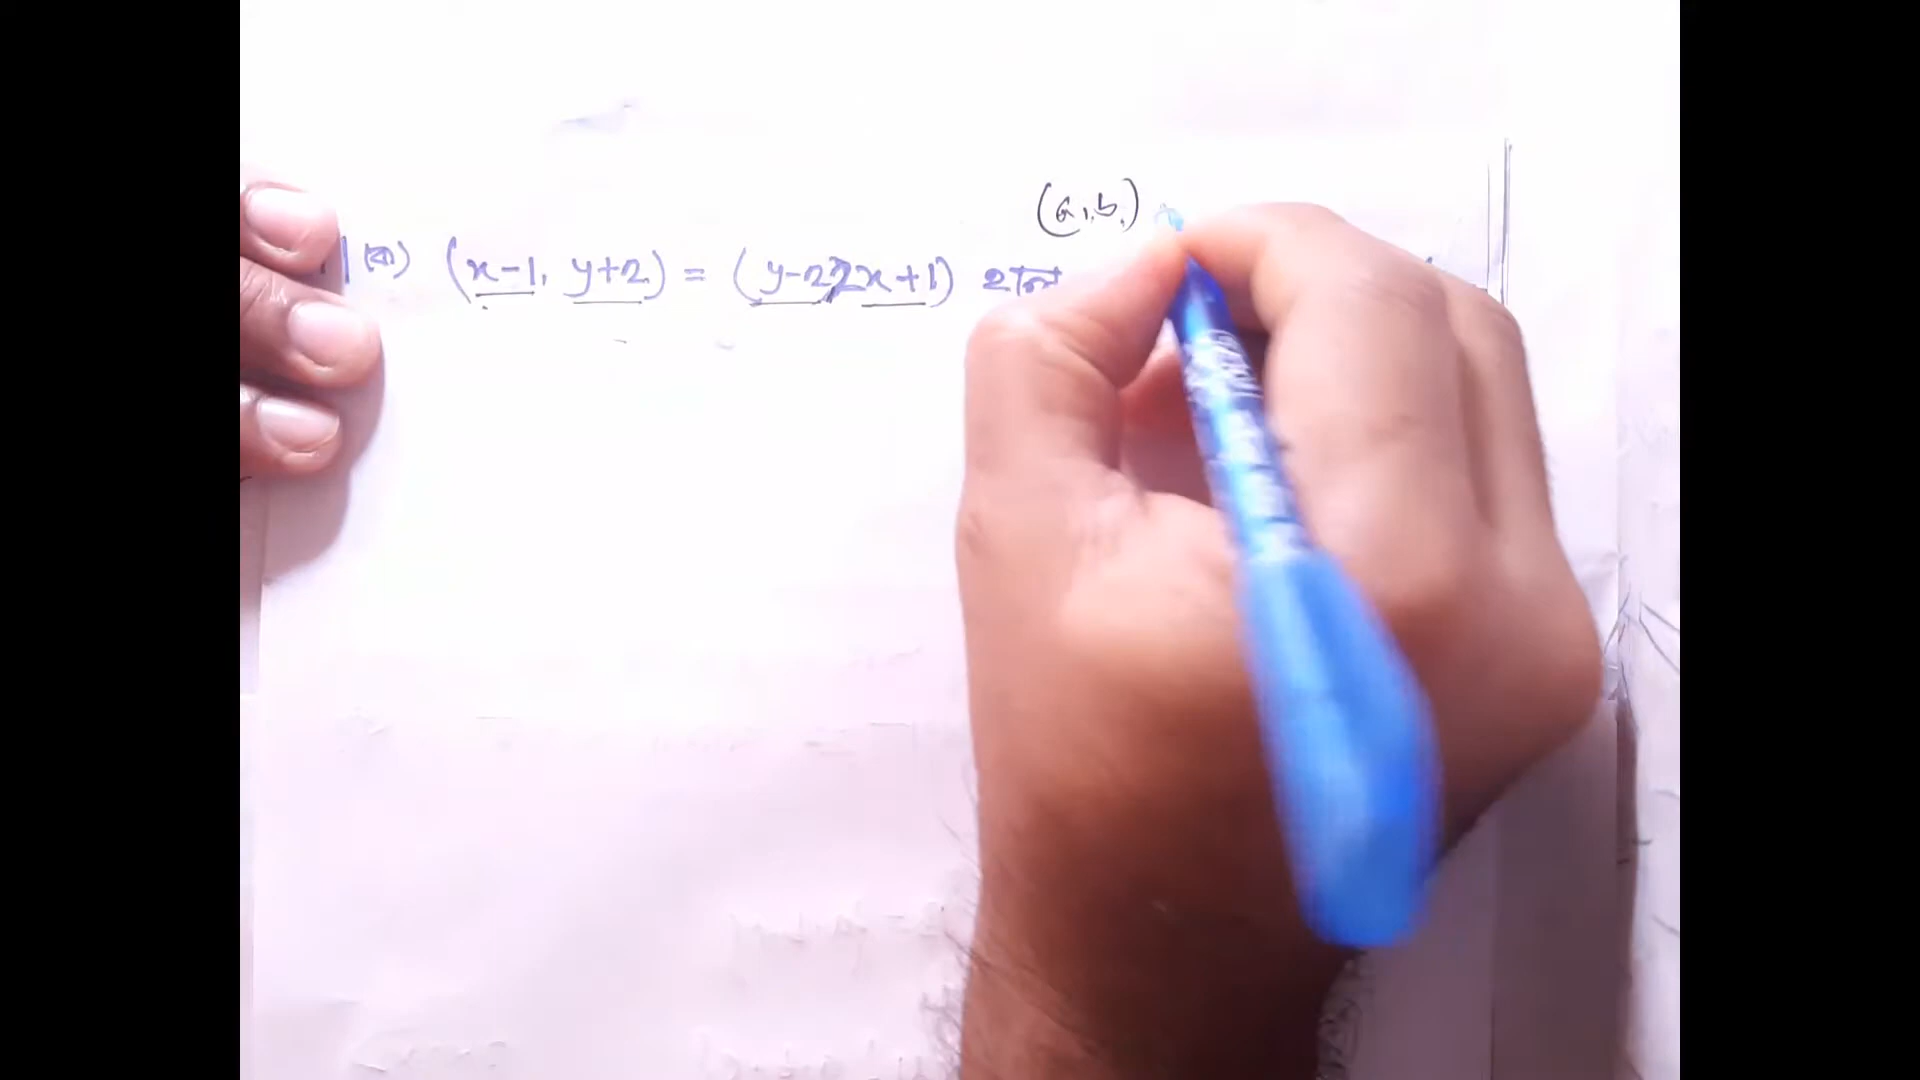 (a, b)
(ক) (x-1, y+2) = (y-2, 2x+1) হলে